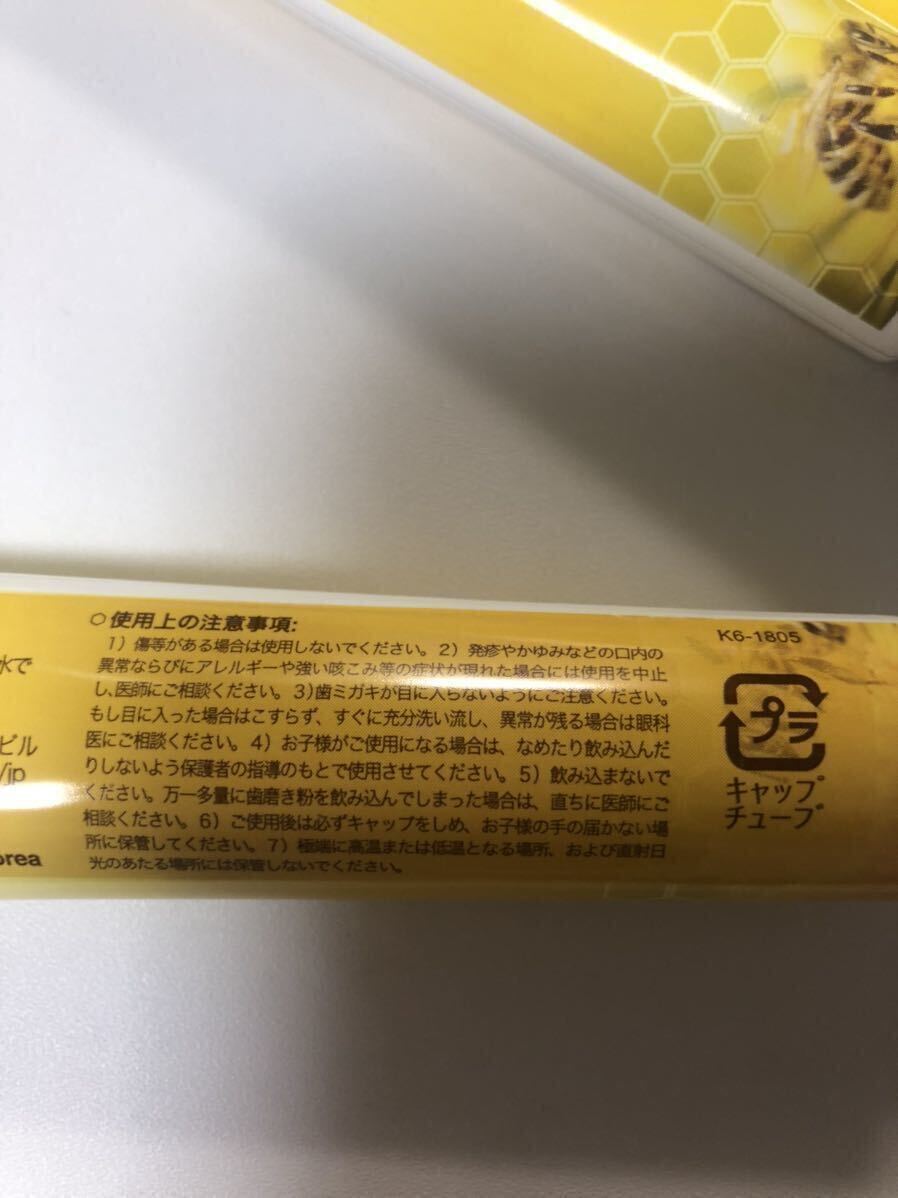 ○使用上の注意事項:
1）傷等がある場合は使用しないでください。2）発疹やかゆみなどの口内の
異常ならびにアレルギーや強い咳こみ等の症状が現れた場合には使用を中止
し、医師にご相談ください。3）歯ミガキが目に入らないようにご注意ください。
もし目に入った場合はこすらず、すぐに充分洗い流し、異常が残る場合は眼科
医にご相談ください。4）お子様がご使用になる場合は、なめたり飲み込んだ
りしないよう保護者の指導のもとで使用させてください。5）飲み込まないで
ください。万一多量に歯磨き粉を飲み込んでしまった場合は、直ちに医師にご
相談ください。6）ご使用後は必ずキャップをしめ、お子様の手の届かない場
所に保管してください。7）極端に高温または低温となる場所、および直射日
光のあたる場所には保管しないでください。
K6-1805
プラ
キャップ
チューブ
水で
ビル
/jp
orea